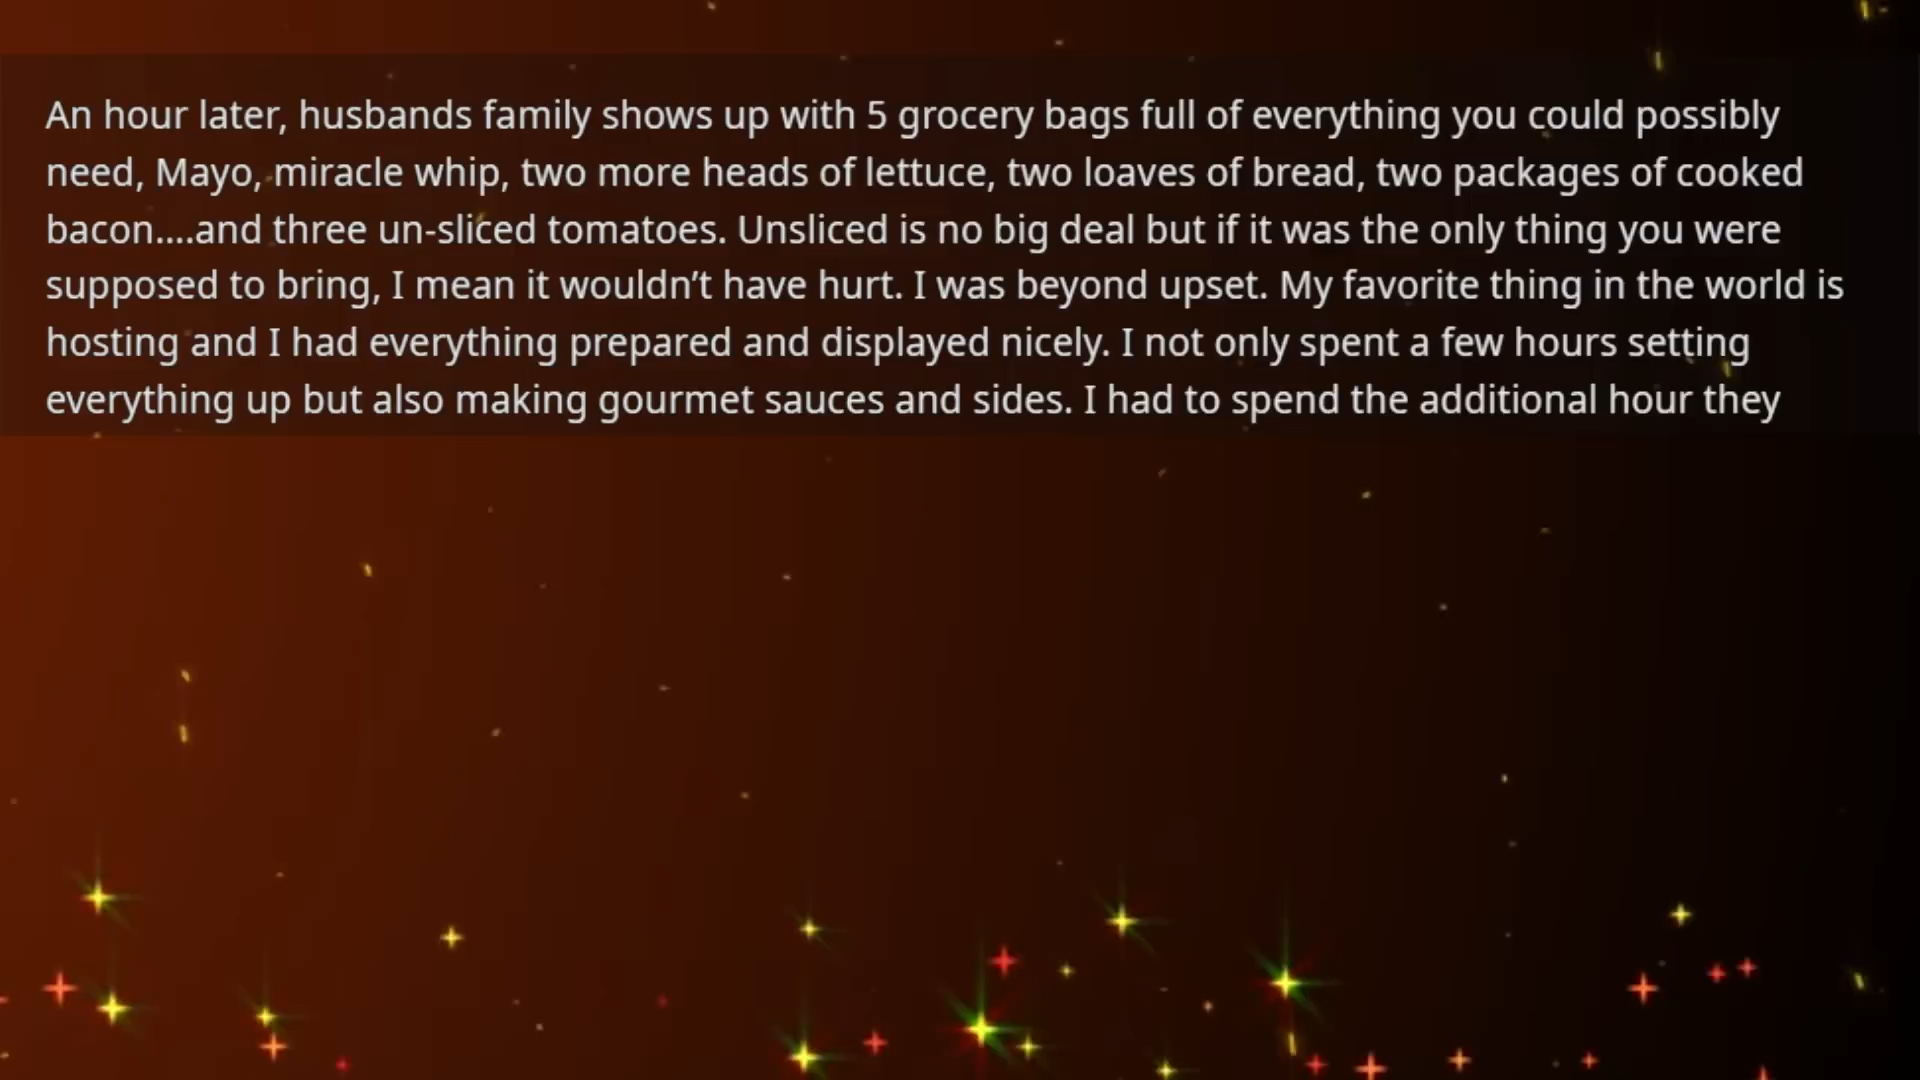 An hour later, husbands family shows up with 5 grocery bags full of everything you could possibly
need, Mayo, miracle whip, two more heads of lettuce, two loaves of bread, two packages of cooked
bacon....and three un-sliced tomatoes. Unsliced is no big deal but if it was the only thing you were
supposed to bring, I mean it wouldn’t have hurt. I was beyond upset. My favorite thing in the world is
hosting and I had everything prepared and displayed nicely. I not only spent a few hours setting
everything up but also making gourmet sauces and sides. I had to spend the additional hour they